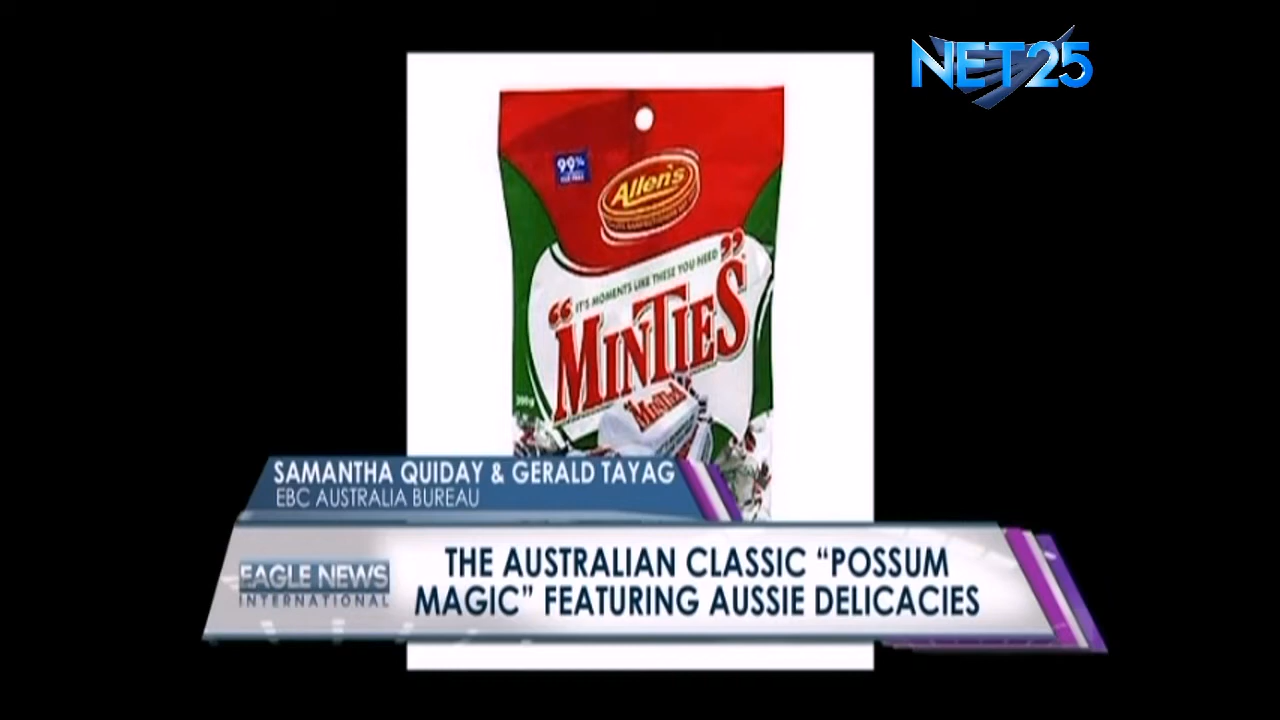 NET25
99%
Allen's
IT'S MOMENTS LIKE THESE YOU NEED
"MINTIES"
MINTIES
SAMANTHA QUIDAY & GERALD TAYAG
EBC AUSTRALIA BUREAU
EAGLE NEWS
INTERNATIONAL
THE AUSTRALIAN CLASSIC “POSSUM
MAGIC” FEATURING AUSSIE DELICACIES